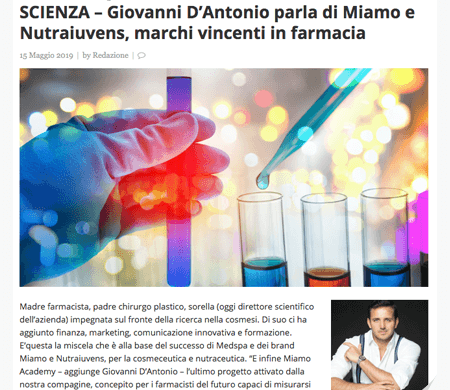 SCIENZA – Giovanni D’Antonio parla di Miamo e
Nutraiuvens, marchi vincenti in farmacia
15 Maggio 2019 | by Redazione |
Madre farmacista, padre chirurgo plastico, sorella (oggi direttore scientifico
dell’azienda) impegnata sul fronte della ricerca nella cosmesi. Di suo ci ha
aggiunto finanza, marketing, comunicazione innovativa e formazione.
E’questa la miscela che è alla base del successo di Medspa e dei brand
Miamo e Nutraiuvens, per la cosmeceutica e nutraceutica. “E infine Miamo
Academy – aggiunge Giovanni D’Antonio – l’ultimo progetto attivato dalla
nostra compagine, concepito per i farmacisti del futuro capaci di misurarsi